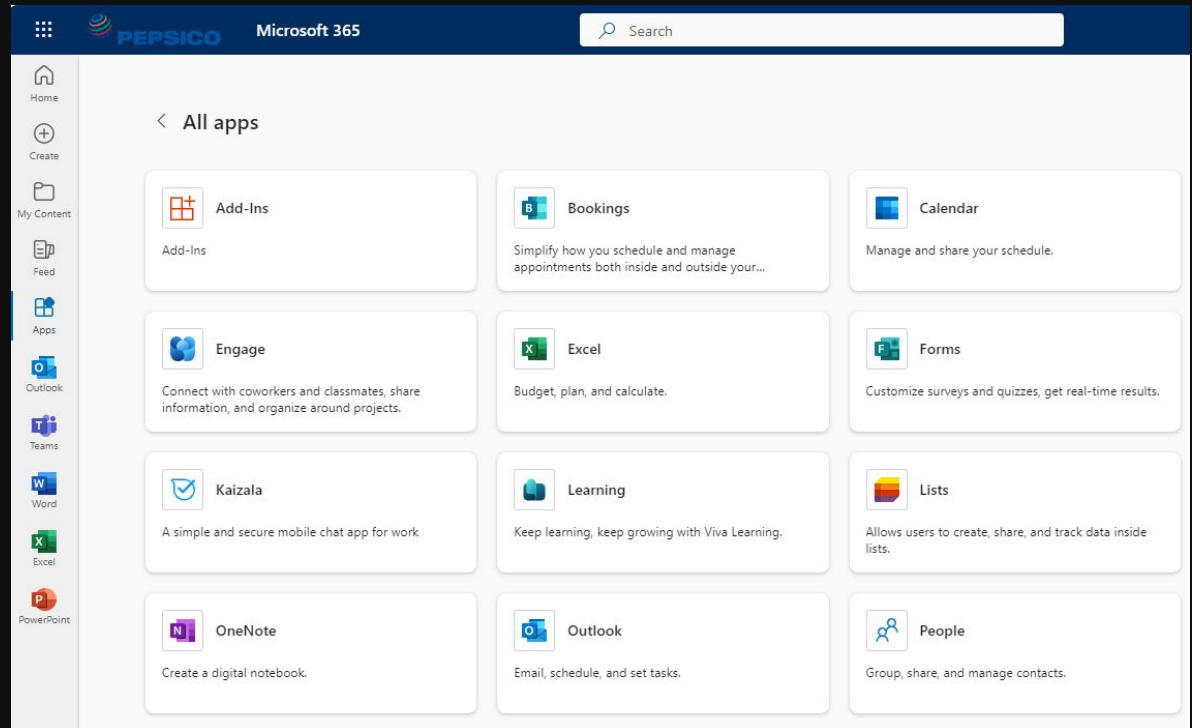 PEPSICO
Microsoft 365
Search
Home
Create
My Content
Feed
Apps
Outlook
Teams
Word
Excel
PowerPoint
All apps
Add-Ins
Add-Ins
Bookings
Simplify how you schedule and manage
appointments both inside and outside your...
Calendar
Manage and share your schedule.
Engage
Connect with coworkers and classmates, share
information, and organize around projects.
Excel
Budget, plan, and calculate.
Forms
Customize surveys and quizzes, get real-time results.
Kaizala
A simple and secure mobile chat app for work
Learning
Keep learning, keep growing with Viva Learning.
Lists
Allows users to create, share, and track data inside
lists.
OneNote
Create a digital notebook.
Outlook
Email, schedule, and set tasks.
People
Group, share, and manage contacts.